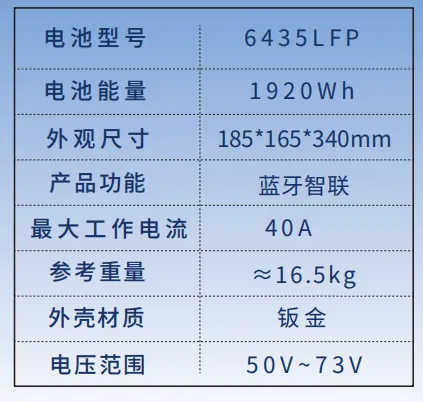 电池型号 6435LFP
电池能量 1920Wh
外观尺寸 185*165*340mm
产品功能 蓝牙智联
最大工作电流 40A
参考重量 ≈16.5kg
外壳材质 钣金
电压范围 50V~73V